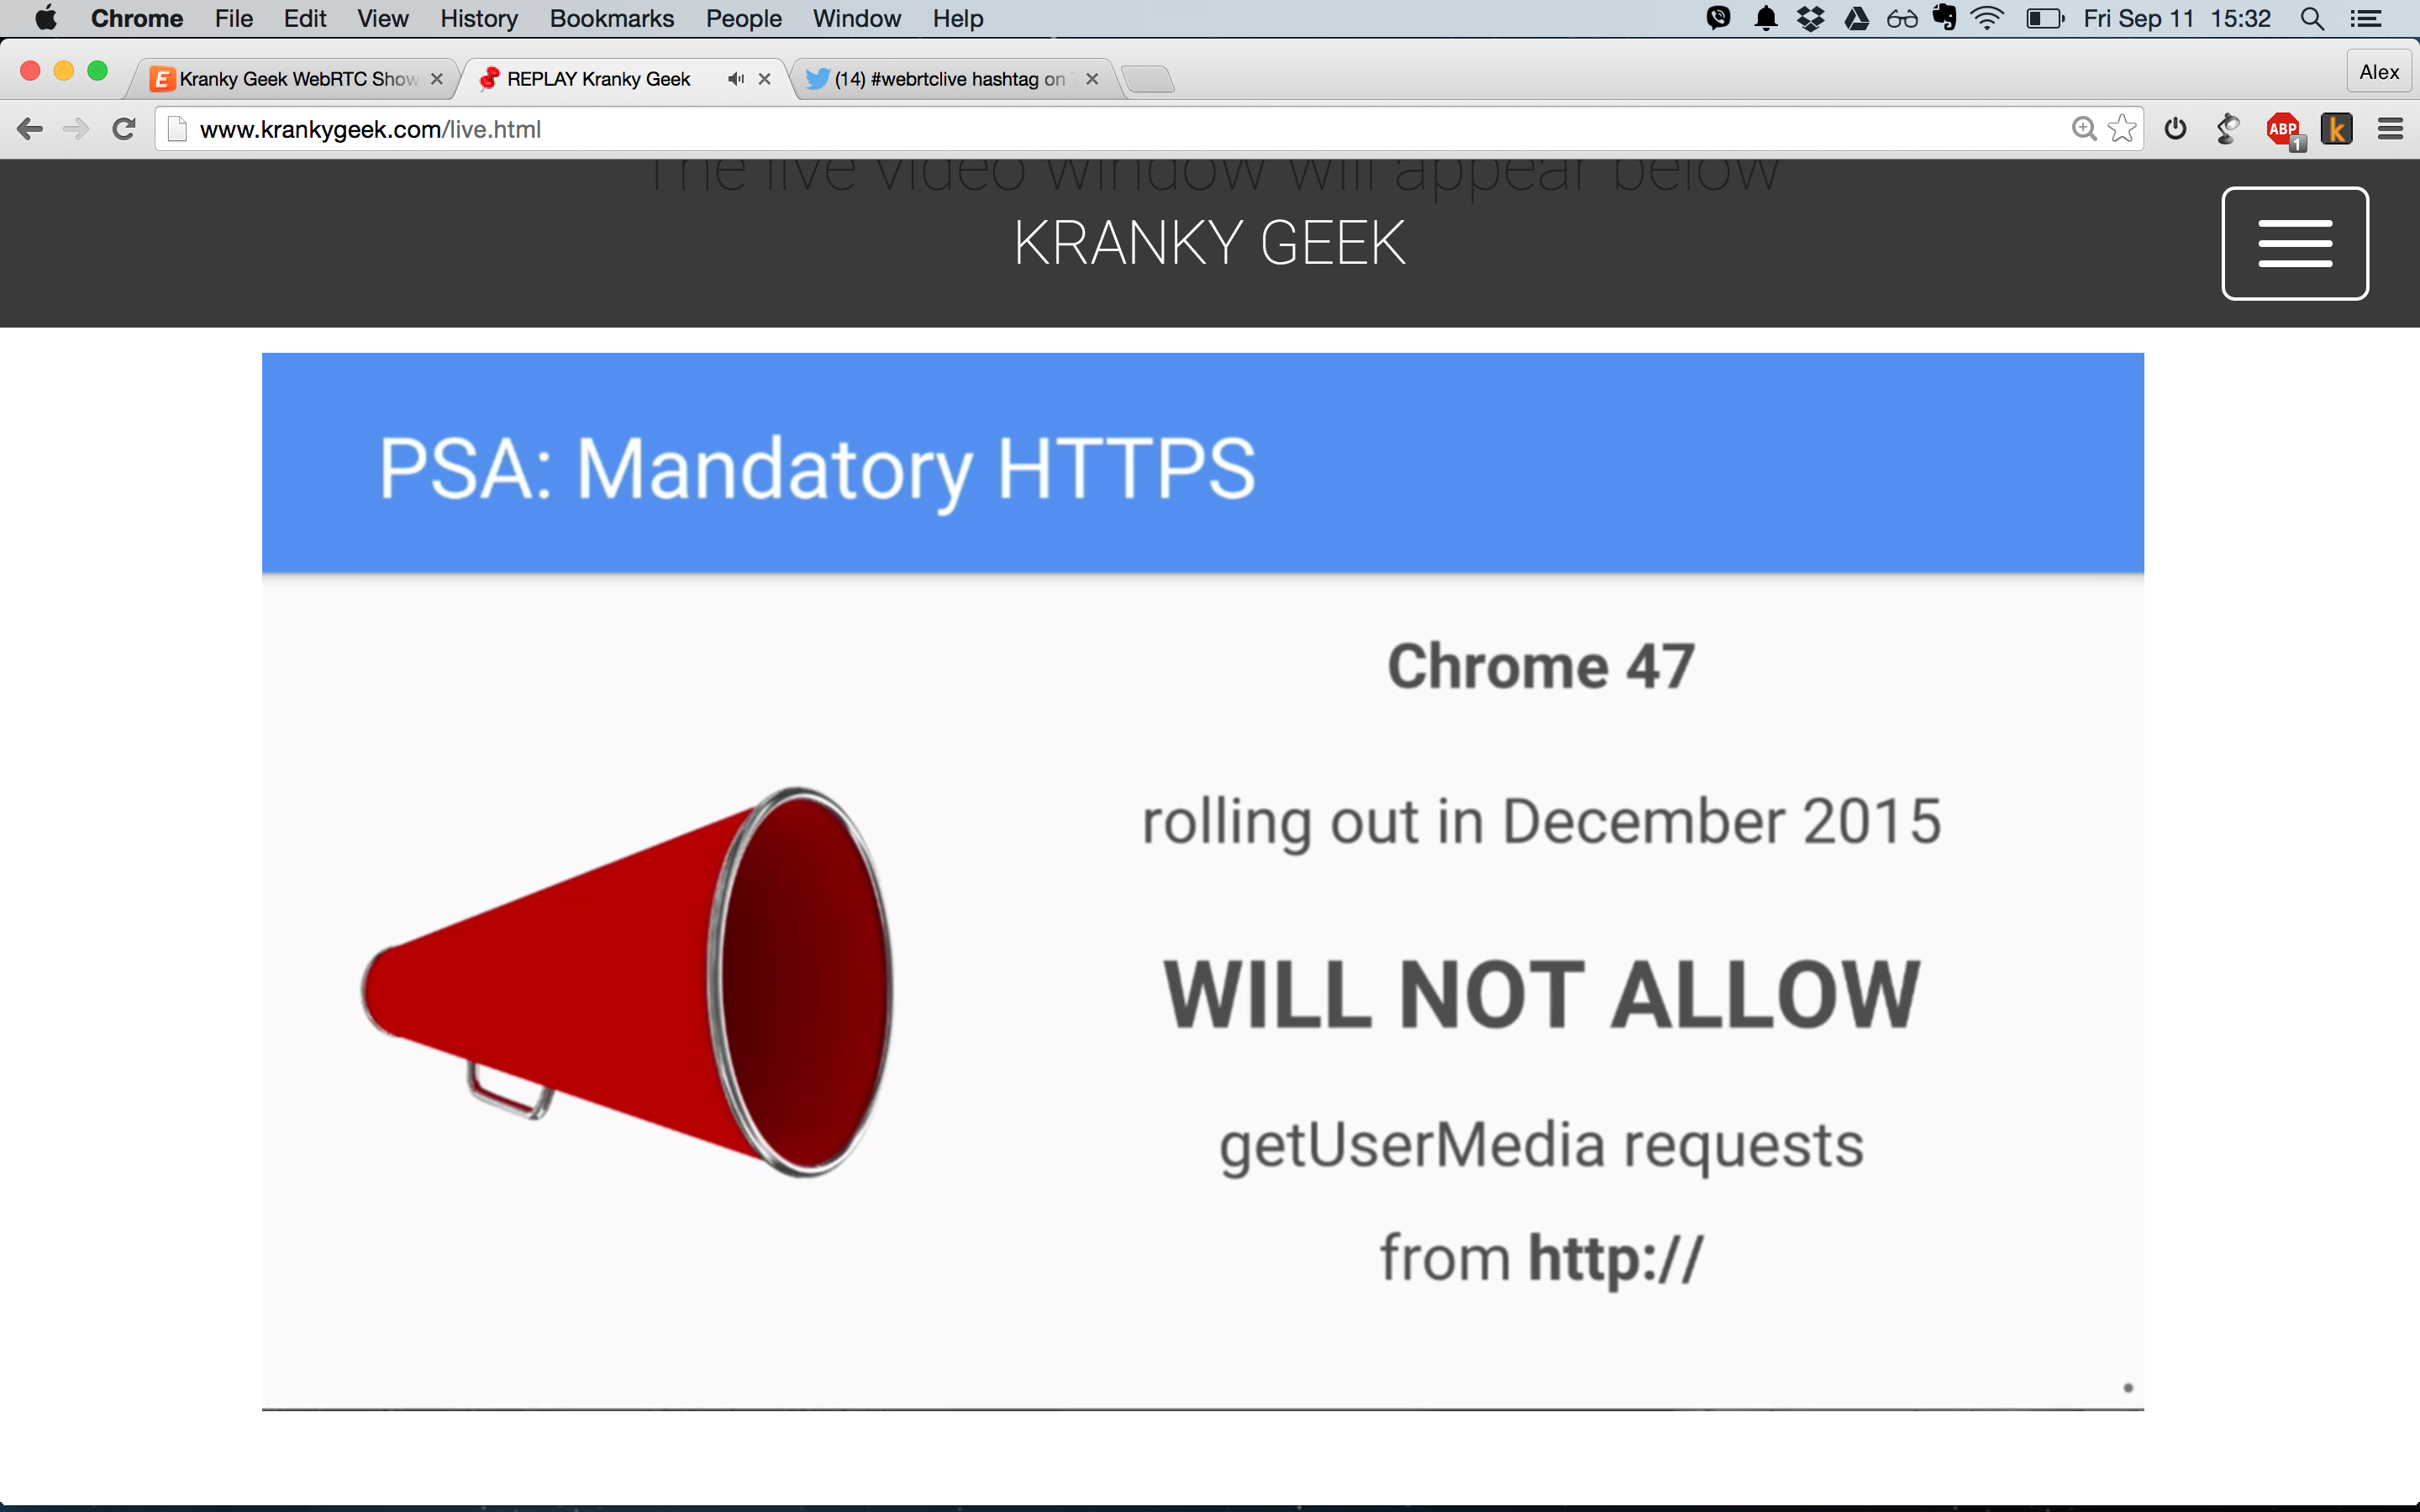 Chrome File Edit View History Bookmarks People Window Help Fri Sep 11 15:32
E Kranky Geek WebRTC Show REPLAY Kranky Geek (14) #webrtclive hashtag on Alex
www.krankygeek.com/live.html ABP 1 k
The live video window will appear below
KRANKY GEEK
PSA: Mandatory HTTPS
Chrome 47
rolling out in December 2015
WILL NOT ALLOW
getUserMedia requests
from http://